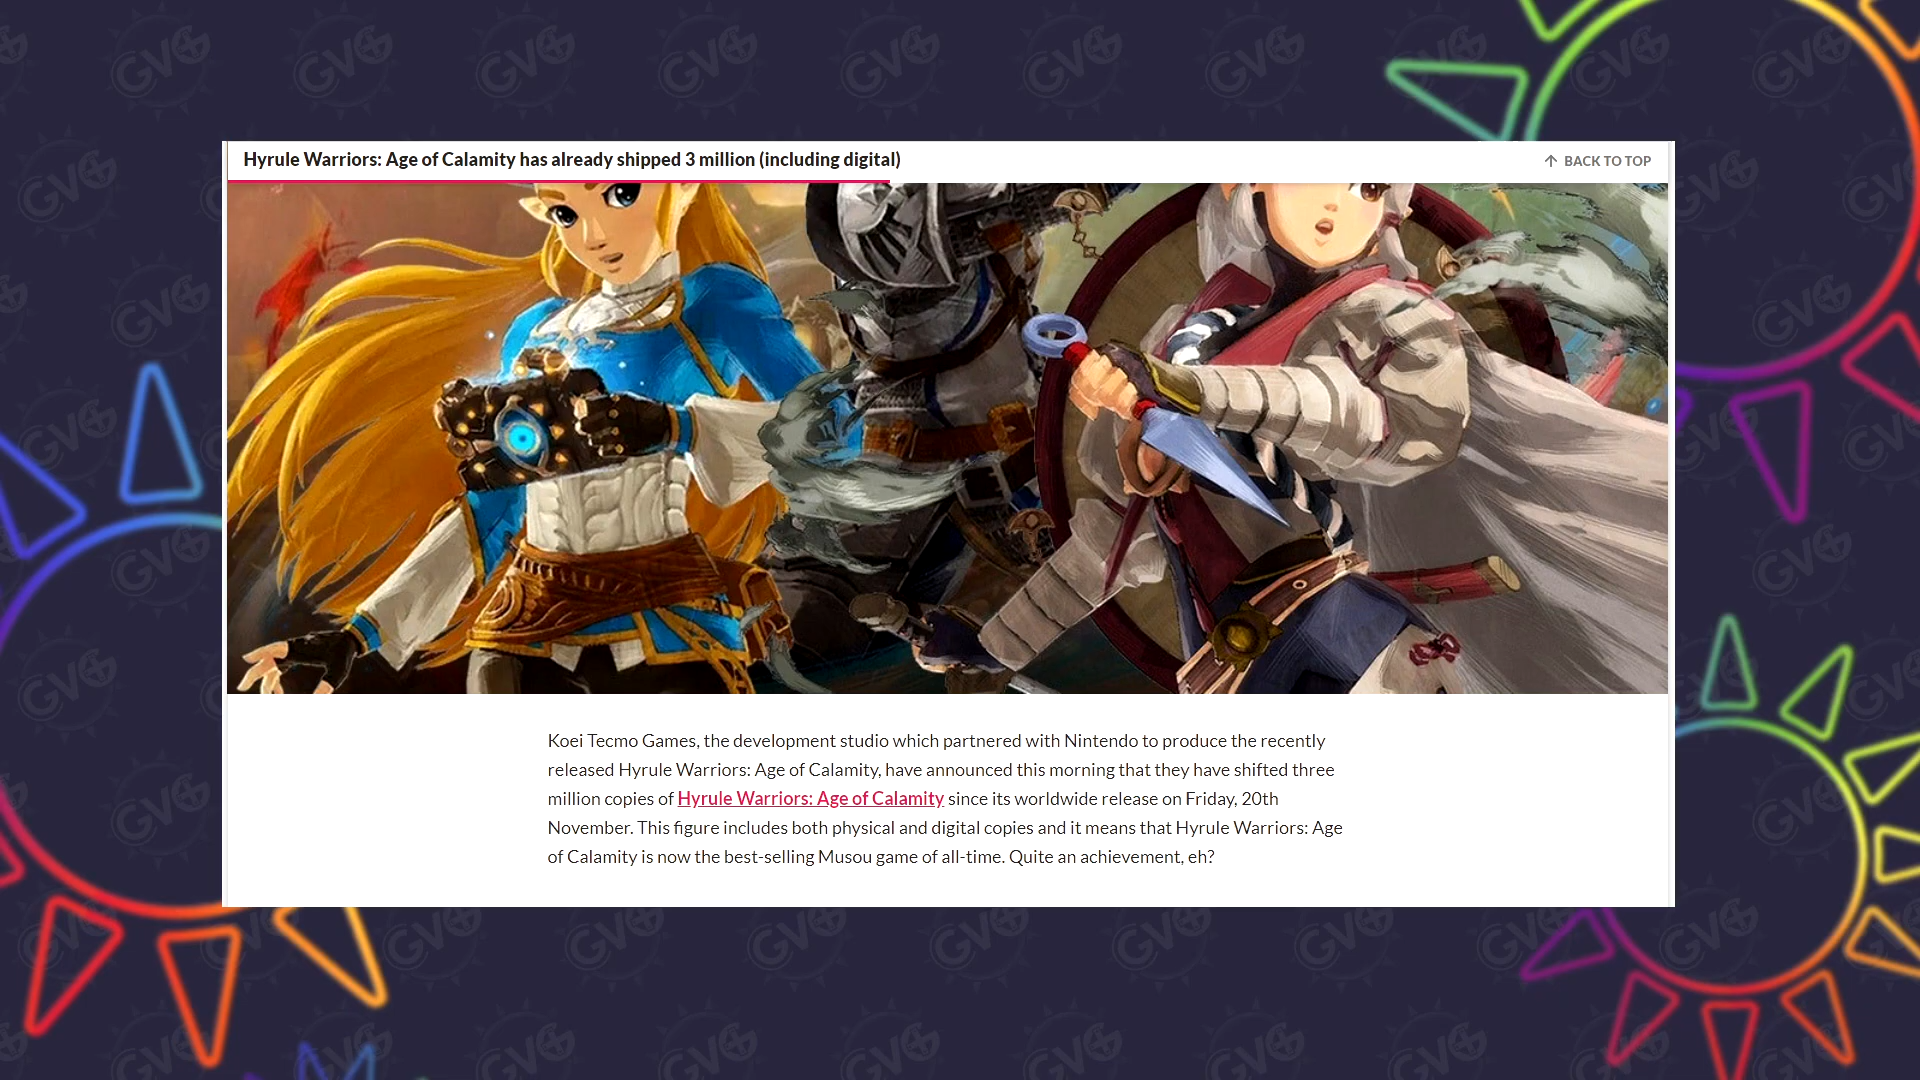 Hyrule Warriors: Age of Calamity has already shipped 3 million (including digital)
BACK TO TOP
Koei Tecmo Games, the development studio which partnered with Nintendo to produce the recently
released Hyrule Warriors: Age of Calamity, have announced this morning that they have shifted three
million copies of Hyrule Warriors: Age of Calamity since its worldwide release on Friday, 20th
November. This figure includes both physical and digital copies and it means that Hyrule Warriors: Age
of Calamity is now the best-selling Musou game of all-time. Quite an achievement, eh?